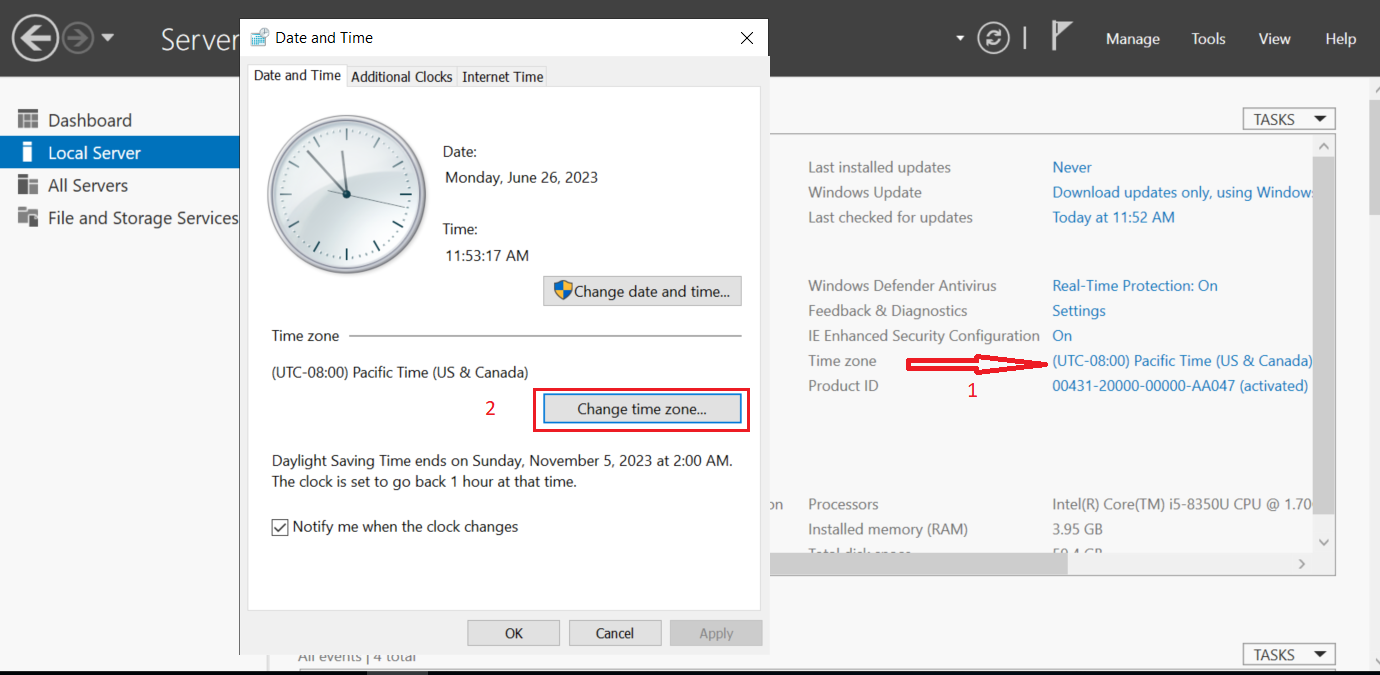 Server
Manage
Tools
View
Help
Dashboard
Local Server
All Servers
File and Storage Services
Date and Time
Date and Time
Additional Clocks
Internet Time
Date:
Monday, June 26, 2023
Time:
11:53:17 AM
Change date and time...
Time zone
(UTC-08:00) Pacific Time (US & Canada)
2
Change time zone...
Daylight Saving Time ends on Sunday, November 5, 2023 at 2:00 AM.
The clock is set to go back 1 hour at that time.
Notify me when the clock changes
OK
Cancel
Apply
TASKS
Last installed updates Never
Windows Update Download updates only, using Windows
Last checked for updates Today at 11:52 AM
Windows Defender Antivirus Real-Time Protection: On
Feedback & Diagnostics Settings
IE Enhanced Security Configuration On
Time zone (UTC-08:00) Pacific Time (US & Canada)
1
Product ID 00431-20000-00000-AA047 (activated)
on Processors Intel(R) Core(TM) i5-8350U CPU @ 1.70
Installed memory (RAM) 3.95 GB
Total disk space
All events | 4 total
TASKS